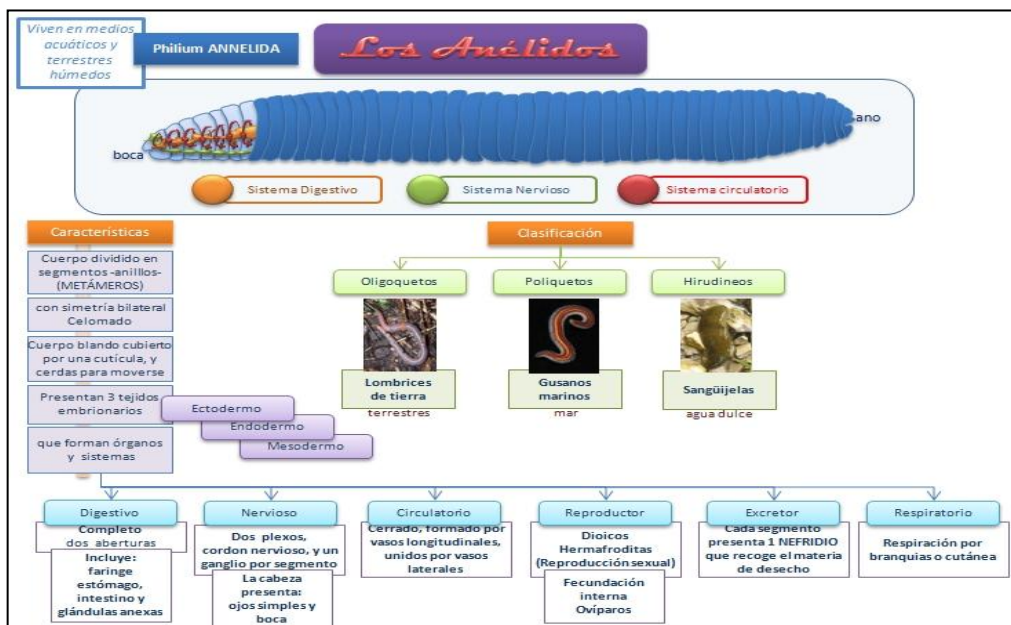 Viven en medios
acuáticos y
terrestres
húmedos
Philium ANNELIDA
Los Anélidos
boca
ano
Sistema Digestivo
Sistema Nervioso
Sistema circulatorio
Características
Cuerpo dividido en
segmentos -anilllos-
(METÁMEROS)
con simetría bilateral
Celomado
Cuerpo blando cubierto
por una cutícula, y
cerdas para moverse
Presentan 3 tejidos
embrionarios
que forman órganos
y sistemas
Ectodermo
Endodermo
Mesodermo
Clasificación
Oligoquetos
Lombrices
de tierra
terrestres
Poliquetos
Gusanos
marinos
mar
Hirudineos
Sangüijelas
agua dulce
Digestivo
Completo
dos aberturas
Incluye:
faringe
estómago,
intestino y
glándulas anexas
Nervioso
Dos plexos,
cordon nervioso, y un
ganglio por segmento
La cabeza
presenta:
ojos simples y
boca
Circulatorio
Cerrado, formado por
vasos longitudinales,
unidos por vasos
laterales
Reproductor
Dioicos
Hermafroditas
(Reproducción sexual)
Fecundación
interna
Ovíparos
Excretor
Cada segmento
presenta 1 NEFRIDIO
que recoge el materia
de desecho
Respiratorio
Respiración por
branquias o cutánea